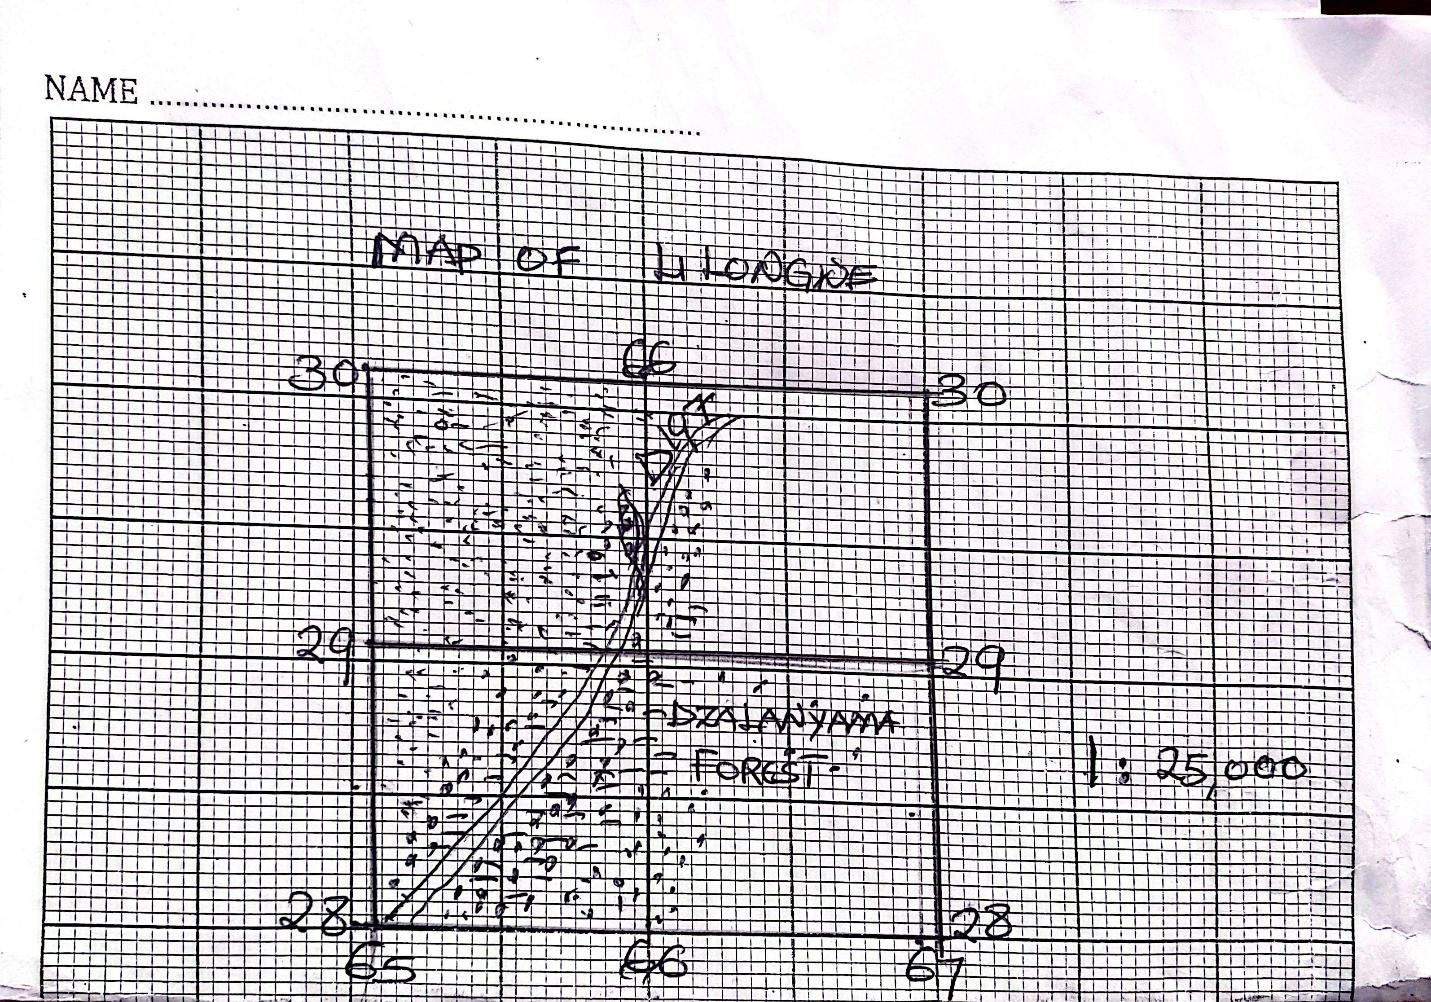 NAME ..........................................................................
MAP OF LILONGWE
66
30 30
29 29
DZALANYAMA
FOREST
1: 25,000
28 28
65 66 67